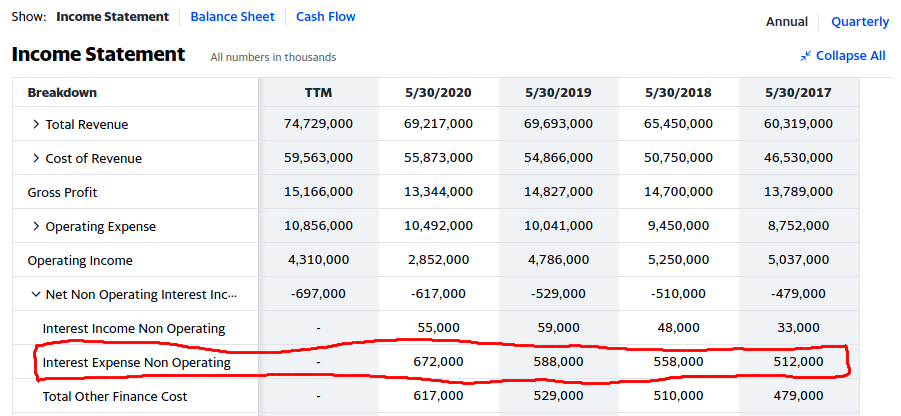 Show: Income Statement Balance Sheet Cash Flow
Annual Quarterly
Income Statement All numbers in thousands Collapse All
Breakdown TTM 5/30/2020 5/30/2019 5/30/2018 5/30/2017
Total Revenue 74,729,000 69,217,000 69,693,000 65,450,000 60,319,000
Cost of Revenue 59,563,000 55,873,000 54,866,000 50,750,000 46,530,000
Gross Profit 15,166,000 13,344,000 14,827,000 14,700,000 13,789,000
Operating Expense 10,856,000 10,492,000 10,041,000 9,450,000 8,752,000
Operating Income 4,310,000 2,852,000 4,786,000 5,250,000 5,037,000
Net Non Operating Interest Inc... -697,000 -617,000 -529,000 -510,000 -479,000
Interest Income Non Operating - 55,000 59,000 48,000 33,000
Interest Expense Non Operating - 672,000 588,000 558,000 512,000
Total Other Finance Cost - 617,000 529,000 510,000 479,000